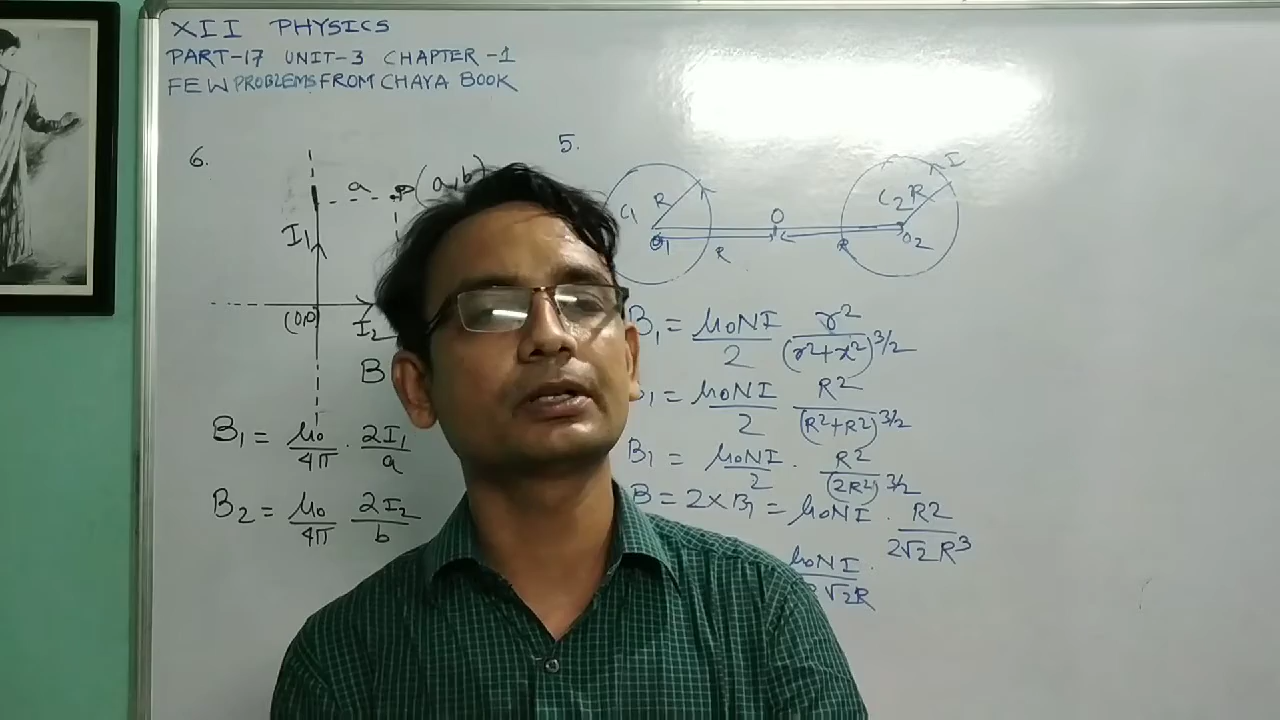 XII PHYSICS
PART-17 UNIT-3 CHAPTER-1
FEW PROBLEMS FROM CHAYA BOOK
6.
a P(a,b)
I₁
(0,0) I₂
B
B₁ = μ₀/4π · 2I₁/a
B₂ = μ₀/4π 2I₂/b
5.
C₁ R O₁ R O R O₂ C₂ R I
B₁ = μ₀NI/2 r²/(r²+x²)^3/2
₁ = μ₀NI/2 R²/(R²+R²)^3/2
B₁ = μ₀NI/2 · R²/(2R²)^3/2
B = 2×B₁ = μ₀NI · R2/2√2R³
μ₀NI/2√2R